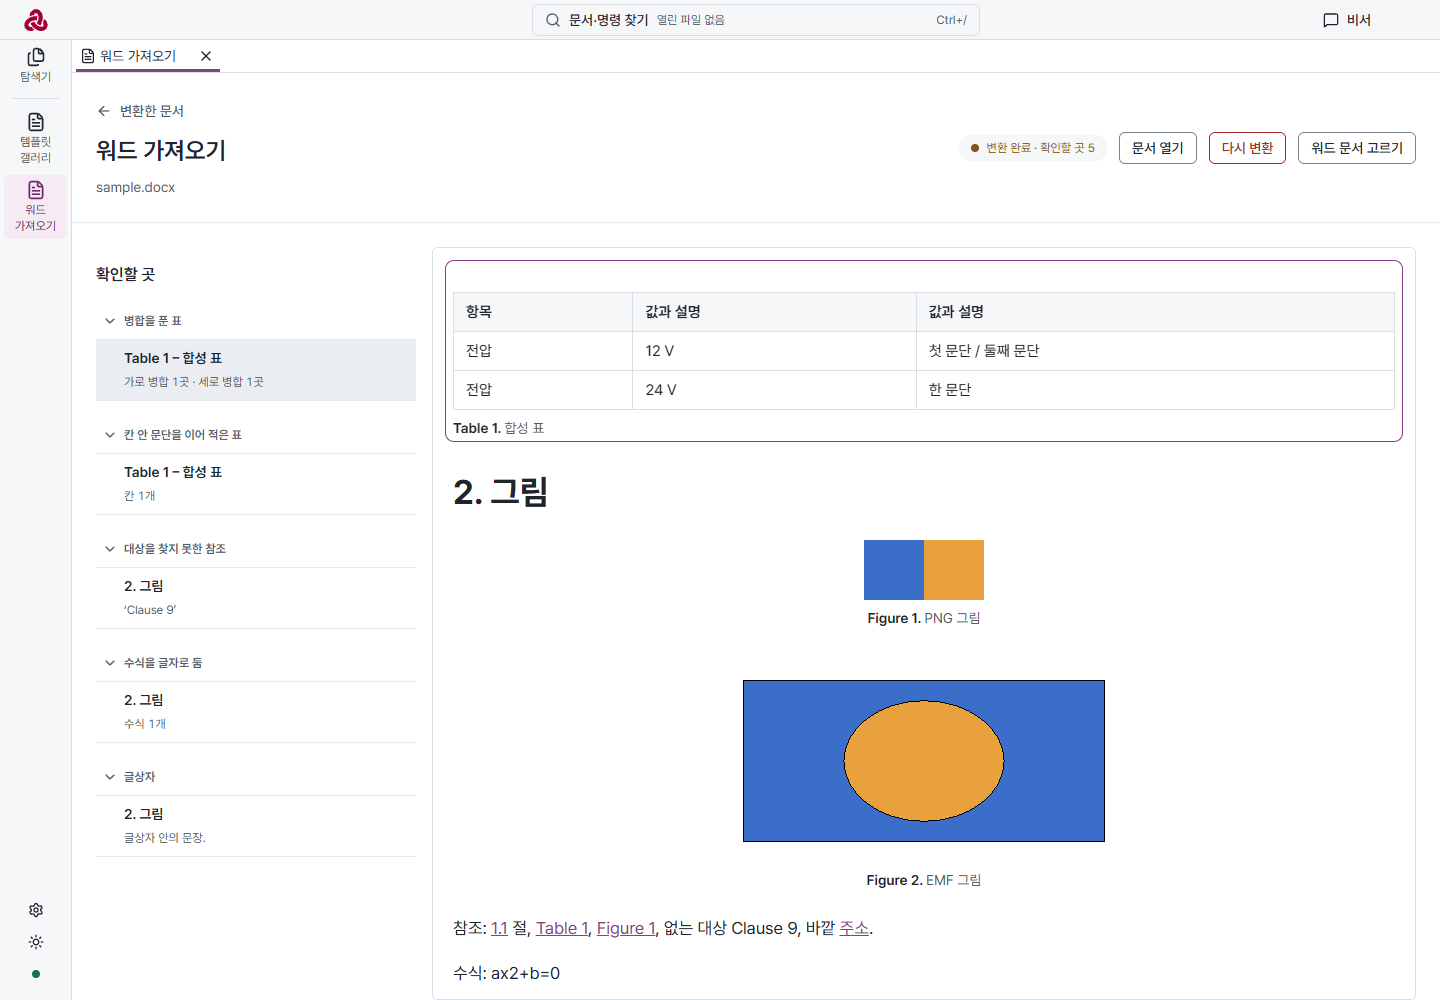 문서·명령 찾기 열린 파일 없음 Ctrl+/
비서
탐색기
템플릿
갤러리
워드
가져오기
워드 가져오기
변환한 문서
워드 가져오기
sample.docx
변환 완료 · 확인할 곳 5
문서 열기
다시 변환
워드 문서 고르기
확인할 곳
병합을 푼 표
Table 1 – 합성 표
가로 병합 1곳 · 세로 병합 1곳
칸 안 문단을 이어 적은 표
Table 1 – 합성 표
칸 1개
대상을 찾지 못한 참조
2. 그림
‘Clause 9’
수식을 글자로 둠
2. 그림
수식 1개
글상자
2. 그림
글상자 안의 문장.
항목 값과 설명 값과 설명
전압 12 V 첫 문단 / 둘째 문단
전압 24 V 한 문단
Table 1. 합성 표
2. 그림
Figure 1. PNG 그림
Figure 2. EMF 그림
참조: 1.1 절, Table 1, Figure 1, 없는 대상 Clause 9, 바깥 주소.
수식: ax2+b=0